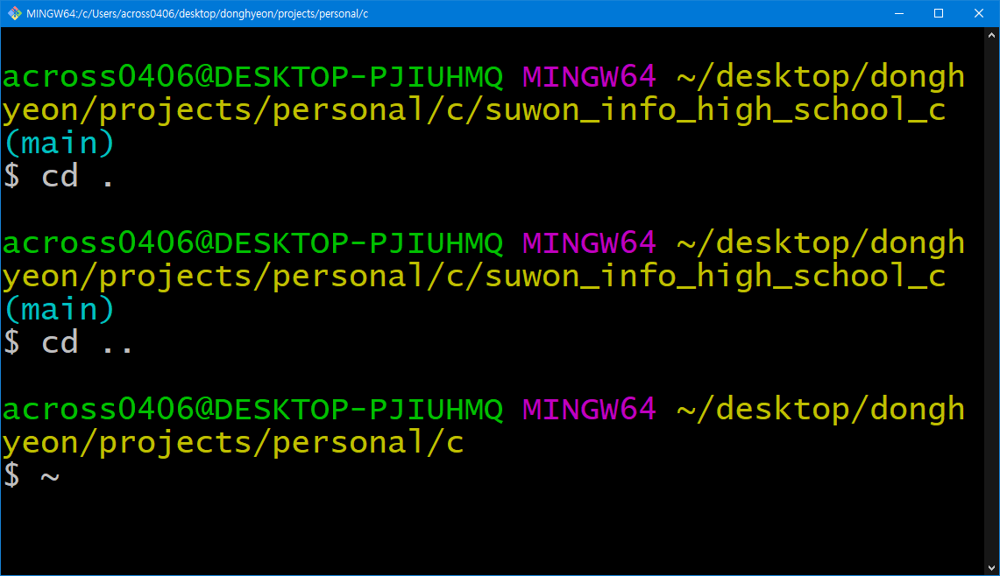 MINGW64:/c/Users/across0406/desktop/donghyeon/projects/personal/c
across0406@DESKTOP-PJIUHMQ MINGW64 ~/desktop/dongh
yeon/projects/personal/c/suwon_info_high_school_c
(main)
$ cd .
across0406@DESKTOP-PJIUHMQ MINGW64 ~/desktop/dongh
yeon/projects/personal/c/suwon_info_high_school_c
(main)
$ cd ..
across0406@DESKTOP-PJIUHMQ MINGW64 ~/desktop/dongh
yeon/projects/personal/c
$ ~